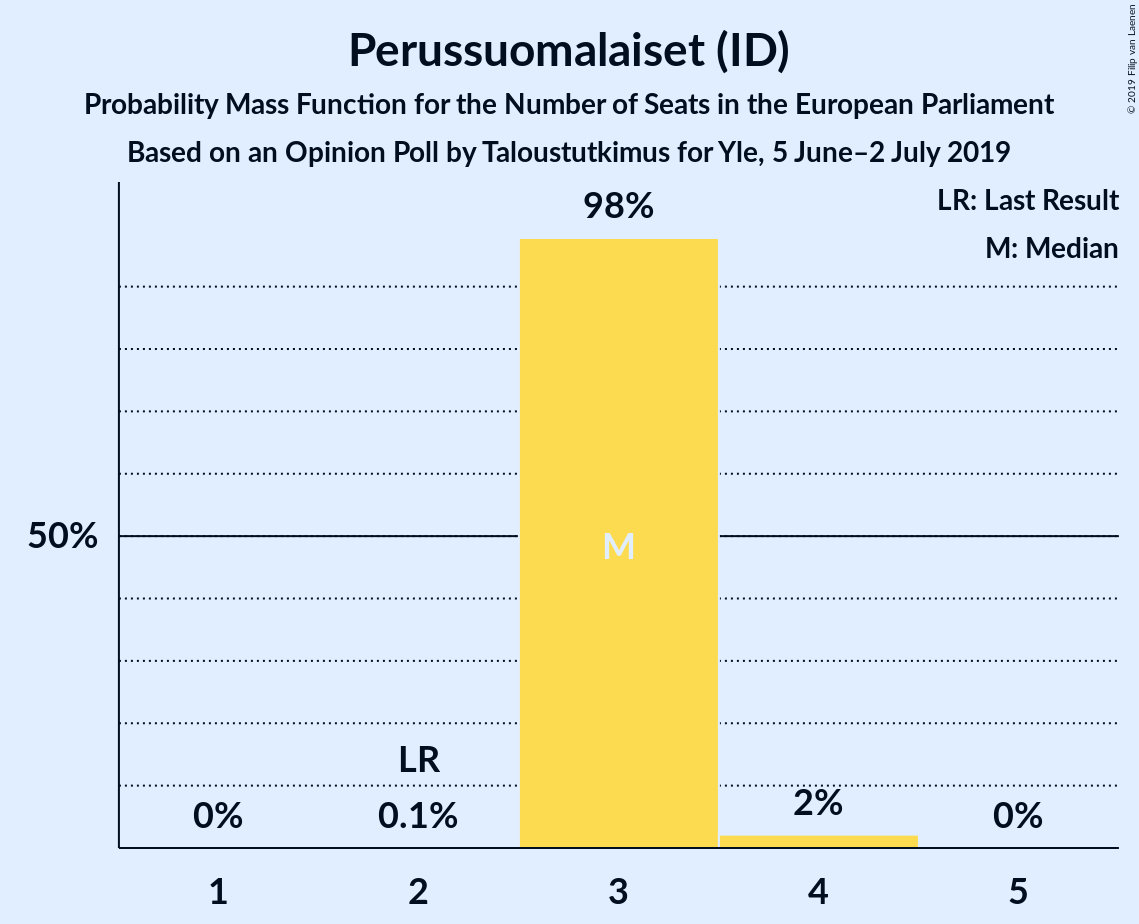 Perussuomalaiset (ID)
Probability Mass Function for the Number of Seats in the European Parliament
Based on an Opinion Poll by Taloustutkimus for Yle, 5 June–2 July 2019
© 2019 Filip van Laenen
LR: Last Result
M: Median
98%
50%
M
LR
0%
0.1%
2%
0%
1 2 3 4 5